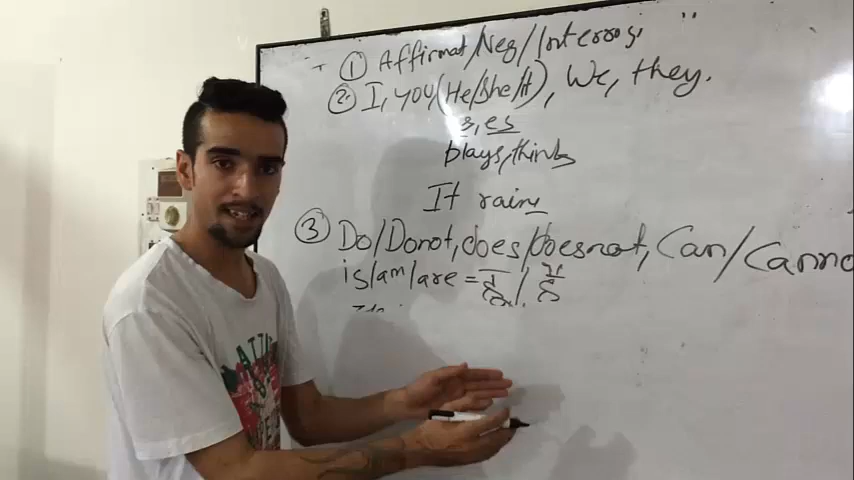 ① Affirmat/Neg/Interrog,
② I, you, (He/she/It), We, they.
s, es
plays, thinks
It rains
③ Do/Donot, does/Doesnot, Can/Canno
is/am/are =